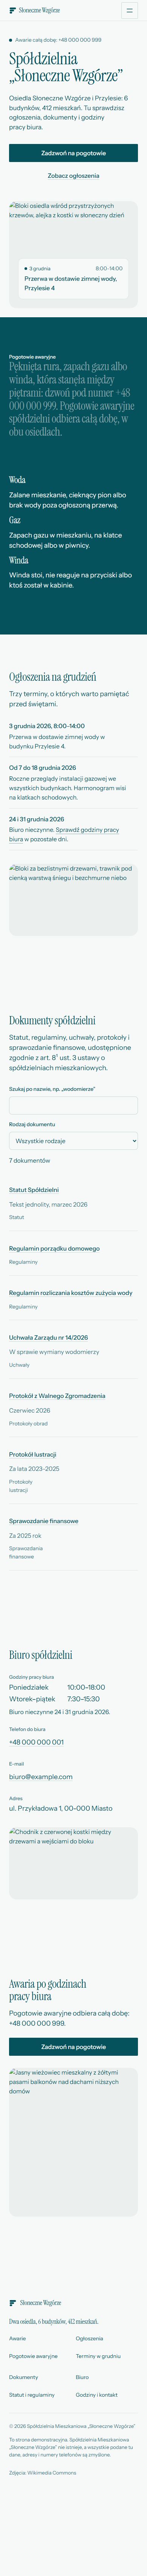 Słoneczne Wzgórze
Awarie całą dobę: +48 000 000 999
Spółdzielnia
„Słoneczne Wzgórze”
Osiedla Słoneczne Wzgórze i Przylesie: 6
budynków, 412 mieszkań. Tu sprawdzisz
ogłoszenia, dokumenty i godziny
pracy biura.
Zadzwoń na pogotowie
Zobacz ogłoszenia
Bloki osiedla wśród przystrzyżonych
krzewów, alejka z kostki w słoneczny dzień
3 grudnia 8:00–14:00
Przerwa w dostawie zimnej wody,
Przylesie 4
Pogotowie awaryjne
Pęknięta rura, zapach gazu albo
winda, która stanęła między
piętrami: dzwoń pod numer +48
000 000 999. Pogotowie awaryjne
spółdzielni odbiera całą dobę, w
obu osiedlach.
Woda
Zalane mieszkanie, cieknący pion albo
brak wody poza ogłoszoną przerwą.
Gaz
Zapach gazu w mieszkaniu, na klatce
schodowej albo w piwnicy.
Winda
Winda stoi, nie reaguje na przyciski albo
ktoś został w kabinie.
Ogłoszenia na grudzień
Trzy terminy, o których warto pamiętać
przed świętami.
3 grudnia 2026, 8:00–14:00
Przerwa w dostawie zimnej wody w
budynku Przylesie 4.
Od 7 do 18 grudnia 2026
Roczne przeglądy instalacji gazowej we
wszystkich budynkach. Harmonogram wisi
na klatkach schodowych.
24 i 31 grudnia 2026
Biuro nieczynne. Sprawdź godziny pracy
biura w pozostałe dni.
Bloki za bezlistnymi drzewami, trawnik pod
cienką warstwą śniegu i bezchmurne niebo
Dokumenty spółdzielni
Statut, regulaminy, uchwały, protokoły i
sprawozdania finansowe, udostępnione
zgodnie z art. 8¹ ust. 3 ustawy o
spółdzielniach mieszkaniowych.
Szukaj po nazwie, np. „wodomierze”
Rodzaj dokumentu
Wszystkie rodzaje
7 dokumentów
Statut Spółdzielni
Tekst jednolity, marzec 2026
Statut
Regulamin porządku domowego
Regulaminy
Regulamin rozliczania kosztów zużycia wody
Regulaminy
Uchwała Zarządu nr 14/2026
W sprawie wymiany wodomierzy
Uchwały
Protokół z Walnego Zgromadzenia
Czerwiec 2026
Protokoły obrad
Protokół lustracji
Za lata 2023–2025
Protokoły
lustracji
Sprawozdanie finansowe
Za 2025 rok
Sprawozdania
finansowe
Biuro spółdzielni
Godziny pracy biura
Poniedziałek 10:00–18:00
Wtorek–piątek 7:30–15:30
Biuro nieczynne 24 i 31 grudnia 2026.
Telefon do biura
+48 000 000 001
E-mail
biuro@example.com
Adres
ul. Przykładowa 1, 00-000 Miasto
Chodnik z czerwonej kostki między
drzewami a wejściami do bloku
Awaria po godzinach
pracy biura
Pogotowie awaryjne odbiera całą dobę:
+48 000 000 999.
Zadzwoń na pogotowie
Jasny wieżowiec mieszkalny z żółtymi
pasami balkonów nad dachami niższych
domów
Słoneczne Wzgórze
Dwa osiedla, 6 budynków, 412 mieszkań.
Awarie Ogłoszenia
Pogotowie awaryjne Terminy w grudniu
Dokumenty Biuro
Statut i regulaminy Godziny i kontakt
© 2026 Spółdzielnia Mieszkaniowa „Słoneczne Wzgórze”
To strona demonstracyjna. Spółdzielnia Mieszkaniowa
„Słoneczne Wzgórze” nie istnieje, a wszystkie podane tu
dane, adresy i numery telefonów są zmyślone.
Zdjęcia: Wikimedia Commons